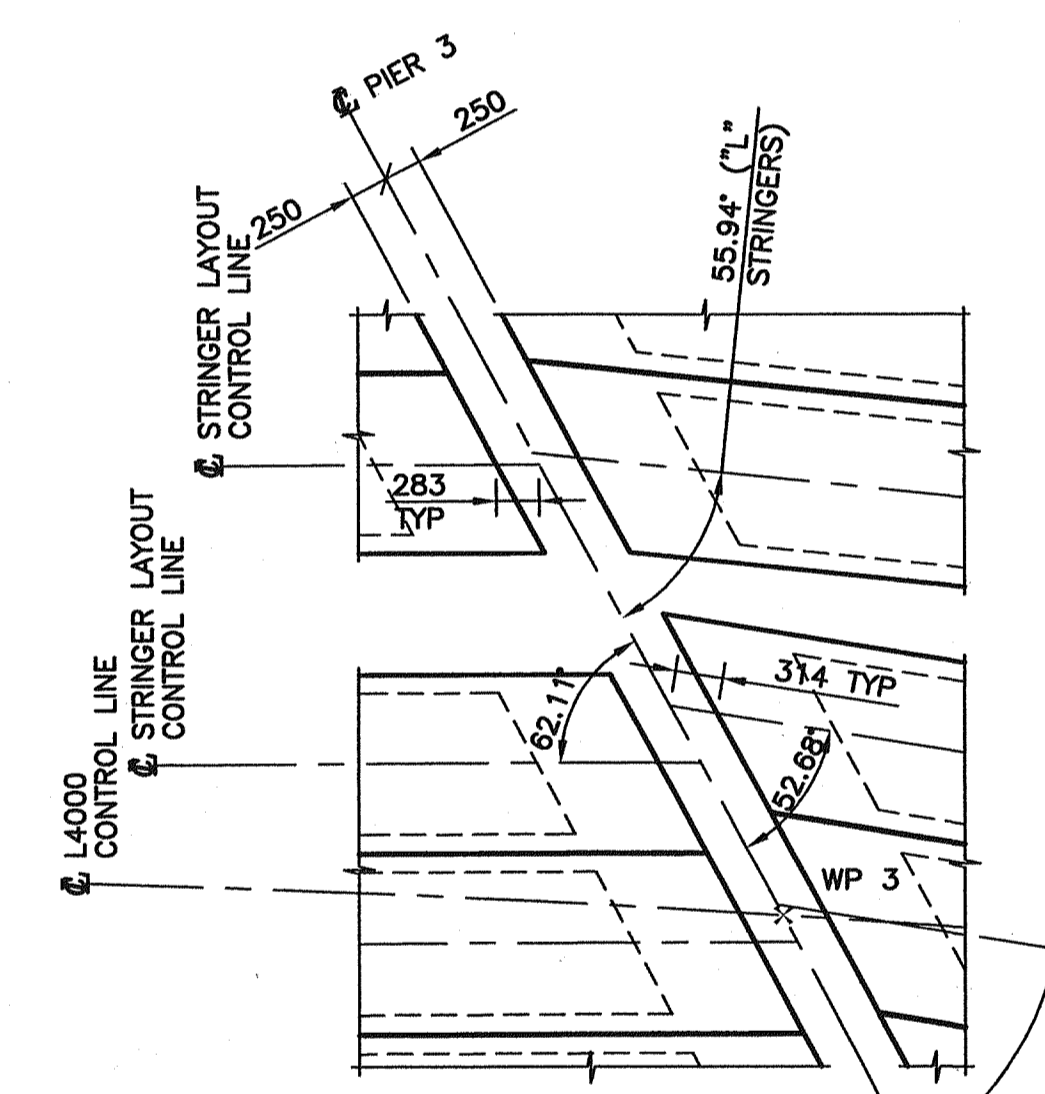 ℄ PIER 3
250
250
55.94° ("L"
STRINGERS)
℄ STRINGER LAYOUT
CONTROL LINE
283
TYP
℄ STRINGER LAYOUT
CONTROL LINE
62.11°
314 TYP
52.68°
℄ L4000
CONTROL LINE
WP 3